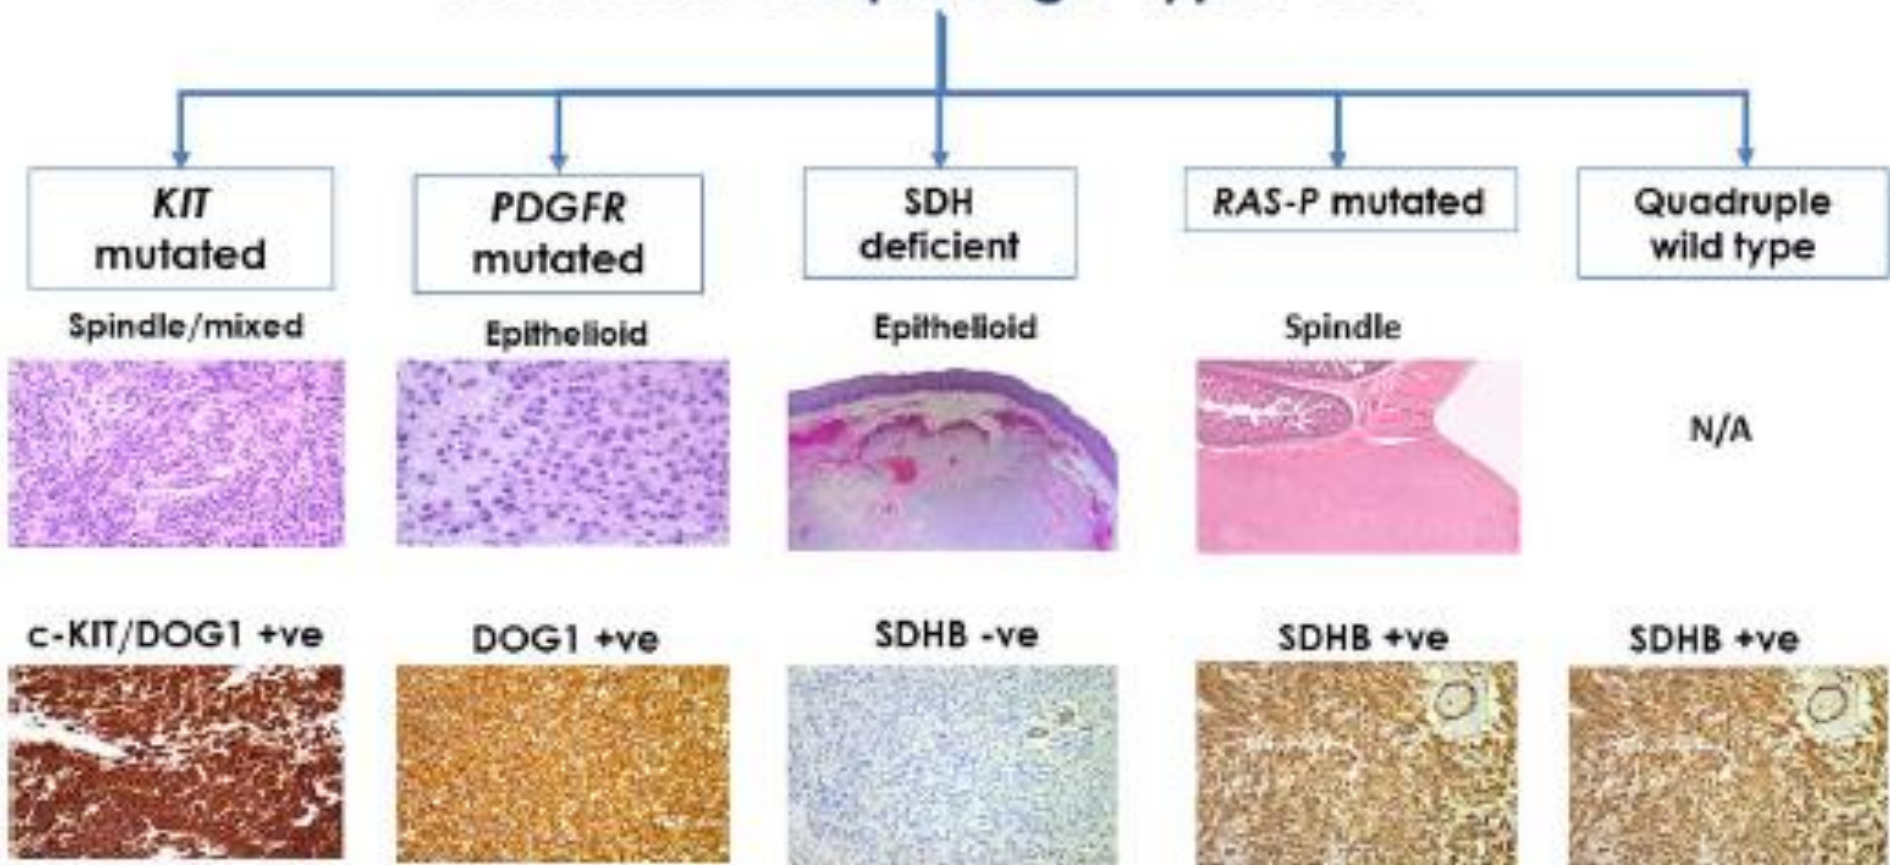 KIT
mutated
PDGFR
mutated
SDH
deficient
RAS-P mutated
Quadruple
wild type
Spindle/mixed
Epithelioid
Epithelioid
Spindle
N/A
c-KIT/DOG1 +ve
DOG1 +ve
SDHB -ve
SDHB +ve
SDHB +ve